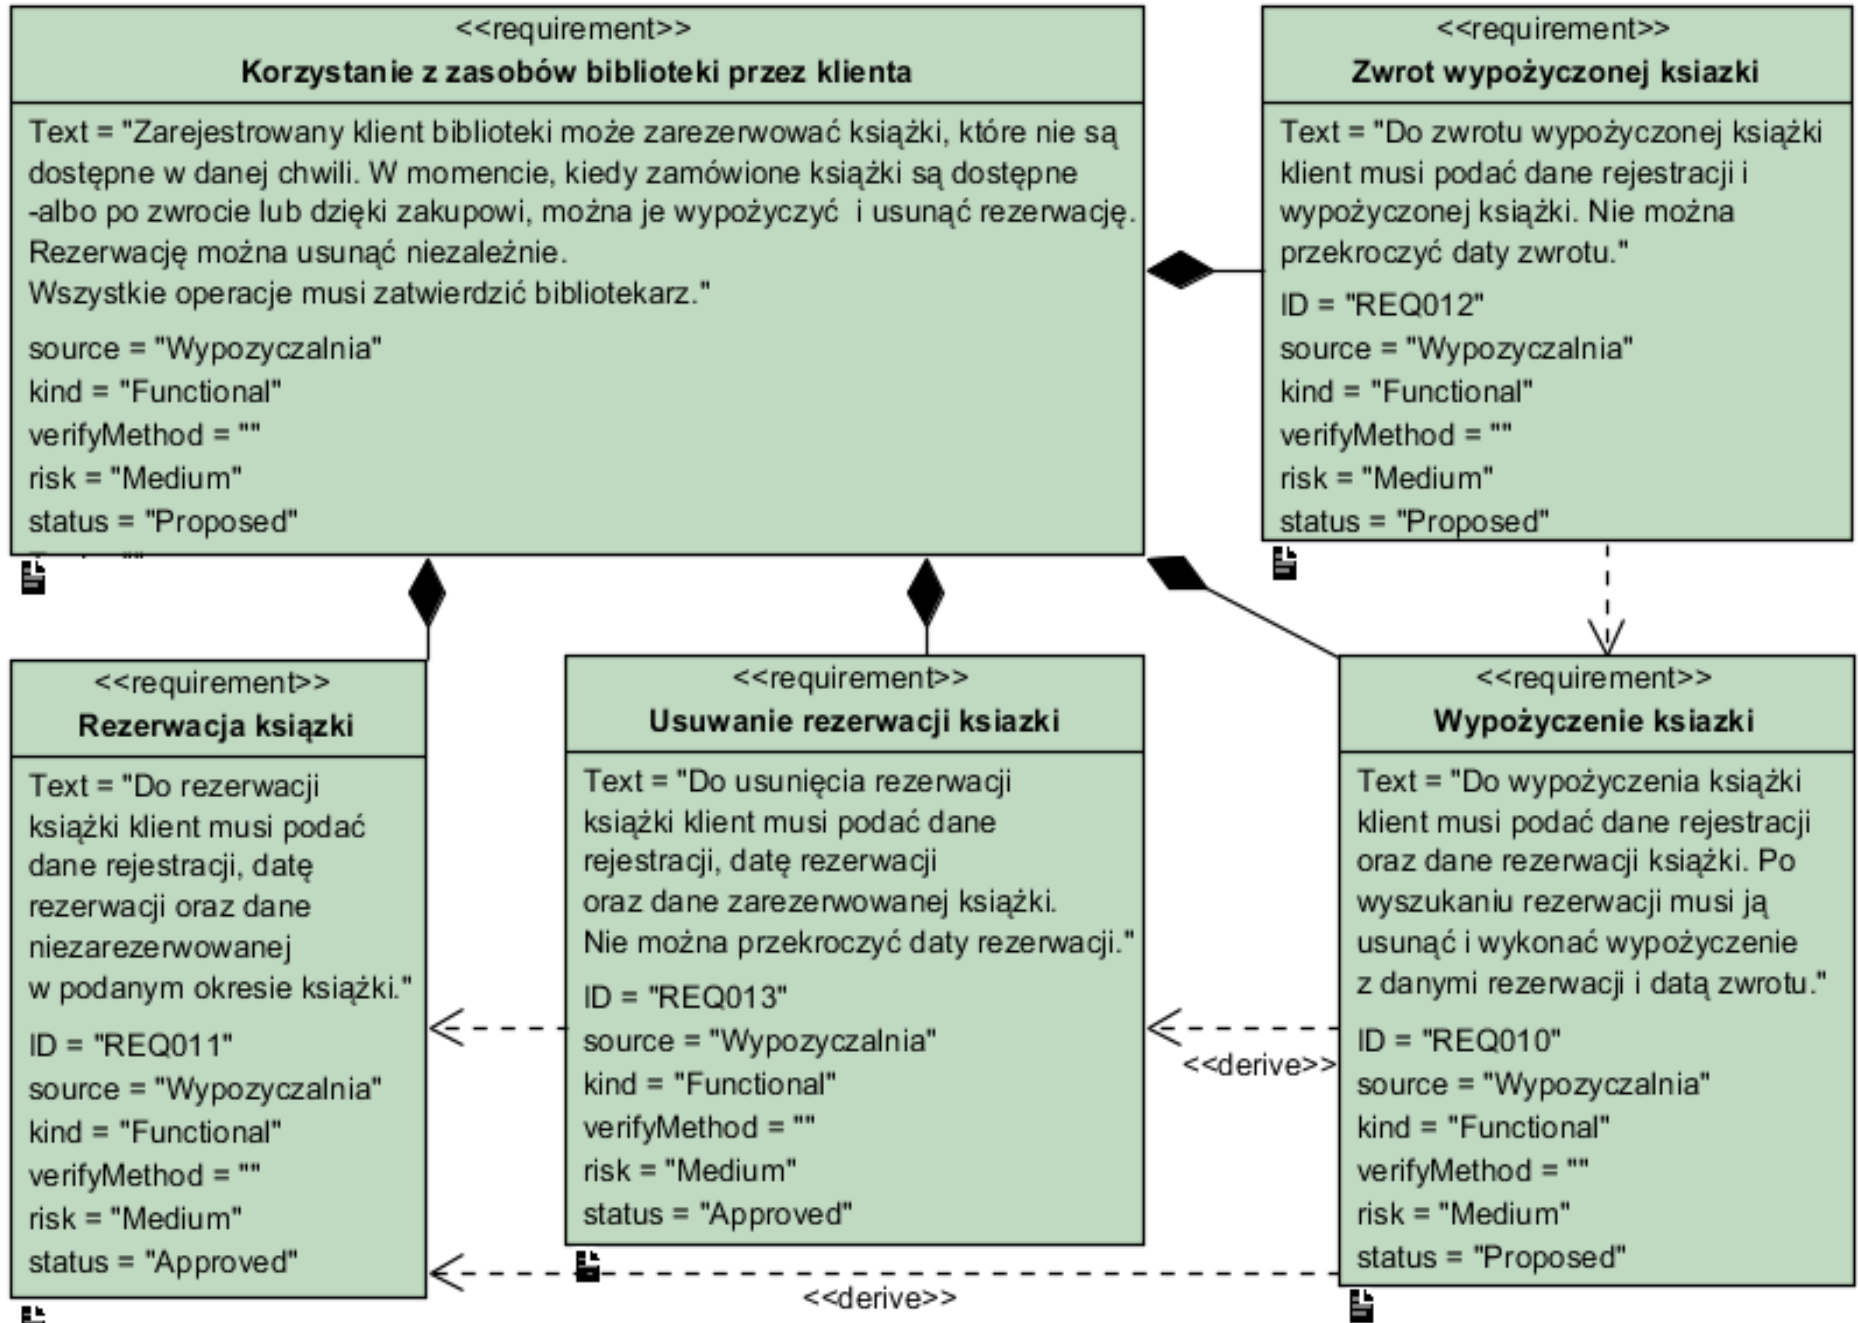 <<requirement>>
Korzystanie z zasobów biblioteki przez klienta
Text = "Zarejestrowany klient biblioteki może zarezerwować książki, które nie są
dostępne w danej chwili. W momencie, kiedy zamówione książki są dostępne
-albo po zwrocie lub dzięki zakupowi, można je wypożyczyć i usunąć rezerwację.
Rezerwację można usunąć niezależnie.
Wszystkie operacje musi zatwierdzić bibliotekarz."
source = "Wypozyczalnia"
kind = "Functional"
verifyMethod = ""
risk = "Medium"
status = "Proposed"
<<requirement>>
Zwrot wypożyczonej ksiazki
Text = "Do zwrotu wypożyczonej książki
klient musi podać dane rejestracji i
wypożyczonej książki. Nie można
przekroczyć daty zwrotu."
ID = "REQ012"
source = "Wypozyczalnia"
kind = "Functional"
verifyMethod = ""
risk = "Medium"
status = "Proposed"
<<requirement>>
Rezerwacja ksiązki
Text = "Do rezerwacji
książki klient musi podać
dane rejestracji, datę
rezerwacji oraz dane
niezarezerwowanej
w podanym okresie książki."
ID = "REQ011"
source = "Wypozyczalnia"
kind = "Functional"
verifyMethod = ""
risk = "Medium"
status = "Approved"
<<requirement>>
Usuwanie rezerwacji ksiazki
Text = "Do usunięcia rezerwacji
książki klient musi podać dane
rejestracji, datę rezerwacji
oraz dane zarezerwowanej książki.
Nie można przekroczyć daty rezerwacji."
ID = "REQ013"
source = "Wypozyczalnia"
kind = "Functional"
verifyMethod = ""
risk = "Medium"
status = "Approved"
<<requirement>>
Wypożyczenie ksiazki
Text = "Do wypożyczenia książki
klient musi podać dane rejestracji
oraz dane rezerwacji książki. Po
wyszukaniu rezerwacji musi ją
usunąć i wykonać wypożyczenie
z danymi rezerwacji i datą zwrotu."
ID = "REQ010"
source = "Wypozyczalnia"
kind = "Functional"
verifyMethod = ""
risk = "Medium"
status = "Proposed"
<<derive>>
<<derive>>